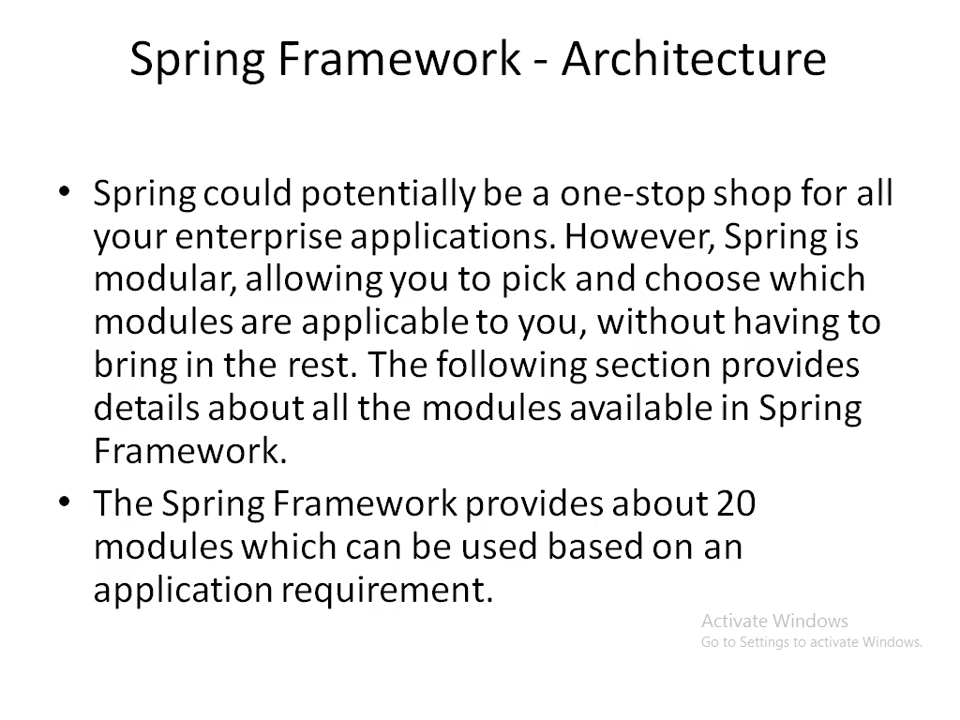 Spring Framework - Architecture
• Spring could potentially be a one-stop shop for all
your enterprise applications. However, Spring is
modular, allowing you to pick and choose which
modules are applicable to you, without having to
bring in the rest. The following section provides
details about all the modules available in Spring
Framework.
• The Spring Framework provides about 20
modules which can be used based on an
application requirement.
Activate Windows
Go to Settings to activate Windows.